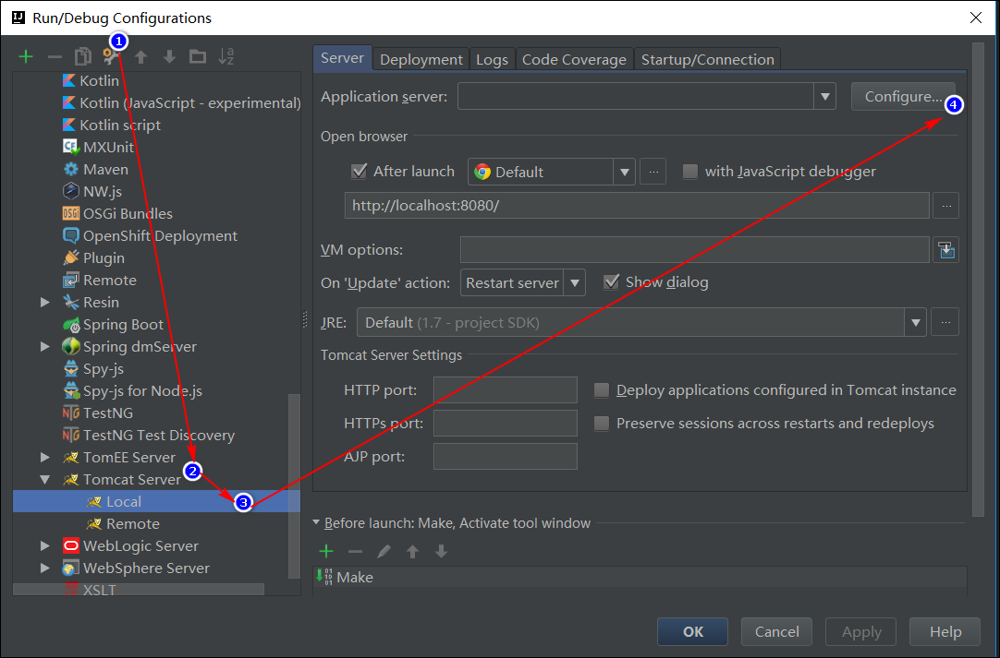 Run/Debug Configurations
1
Kotlin
Kotlin (JavaScript - experimental)
Kotlin script
MXUnit
Maven
NW.js
OSGi Bundles
OpenShift Deployment
Plugin
Remote
Resin
Spring Boot
Spring dmServer
Spy-js
Spy-js for Node.js
TestNG
TestNG Test Discovery
TomEE Server
2
Tomcat Server
Local
3
Remote
WebLogic Server
WebSphere Server
XSLT
Server Deployment Logs Code Coverage Startup/Connection
Application server: Configure...
4
Open browser
After launch Default ... with JavaScript debugger
http://localhost:8080/ ...
VM options:
On 'Update' action: Restart server Show dialog
JRE: Default (1.7 - project SDK) ...
Tomcat Server Settings
HTTP port: Deploy applications configured in Tomcat instance
HTTPs port: Preserve sessions across restarts and redeploys
AJP port:
Before launch: Make, Activate tool window
Make
OK Cancel Apply Help